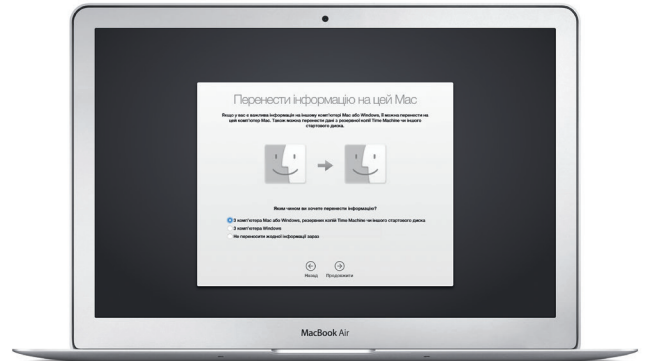 Перенести інформацію на цей Mac
Якщо у вас є важлива інформація на іншому комп'ютері Mac або Windows, її можна перенести на
цей комп'ютер Mac. Також можна перенести дані з резервної копії Time Machine чи іншого
стартового диска.
Яким чином ви хочете перенести інформацію?
З комп'ютера Mac або Windows, резервних копій Time Machine чи іншого стартового диска
З комп'ютера Windows
Не переносити жодної інформації зараз
Назад Продовжити
MacBook Air